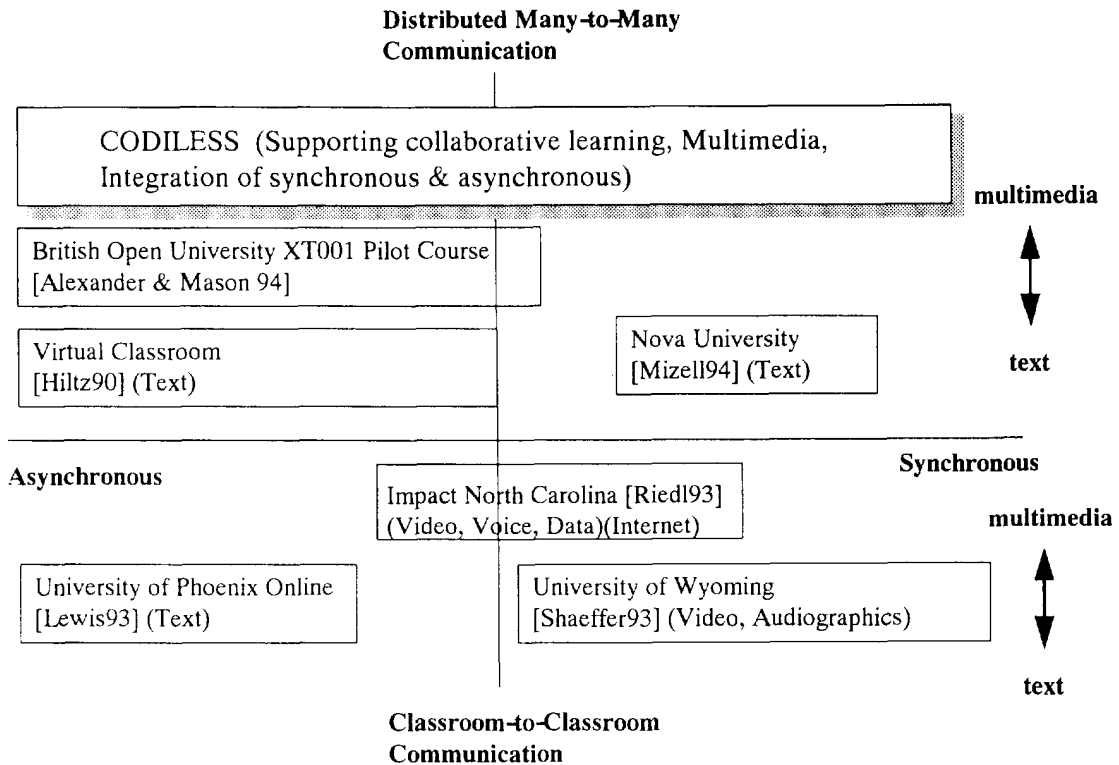 Distributed Many-to-Many
Communication
CODILESS (Supporting collaborative learning, Multimedia,
Integration of synchronous & asynchronous)
multimedia
British Open University XT001 Pilot Course
[Alexander & Mason 94]
Virtual Classroom
[Hiltz90] (Text)
Nova University
[Mizell94] (Text)
text
Asynchronous
Synchronous
Impact North Carolina [Riedl93]
(Video, Voice, Data)(Internet)
multimedia
University of Phoenix Online
[Lewis93] (Text)
University of Wyoming
[Shaeffer93] (Video, Audiographics)
text
Classroom-to-Classroom
Communication